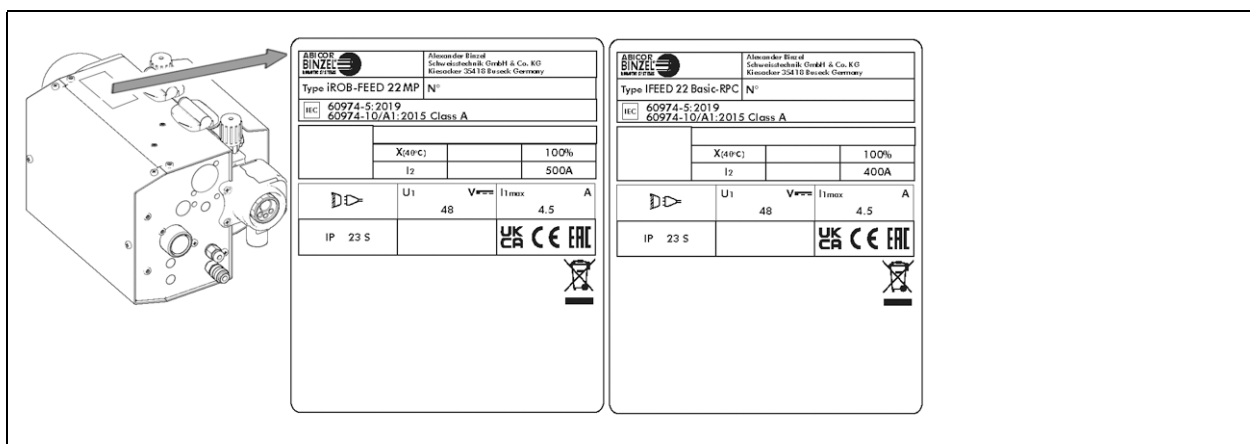 ABICOR
BINZEL
Alexander Binzel
Schweisstechnik GmbH & Co. KG
Kiesacker 35418 Buseck Germany
Type iROB-FEED 22 MP N°
IEC 60974-5:2019
60974-10/A1:2015 Class A
X(40°C) 100%
I2 500A
U1 V I1max A
48 4.5
IP 23 S UK CA CE EAC
ABICOR
BINZEL
Alexander Binzel
Schweisstechnik GmbH & Co. KG
Kiesacker 35418 Buseck Germany
Type IFEED 22 Basic-RPC N°
IEC 60974-5:2019
60974-10/A1:2015 Class A
X(40°C) 100%
I2 400A
U1 V I1max A
48 4.5
IP 23 S UK CA CE EAC